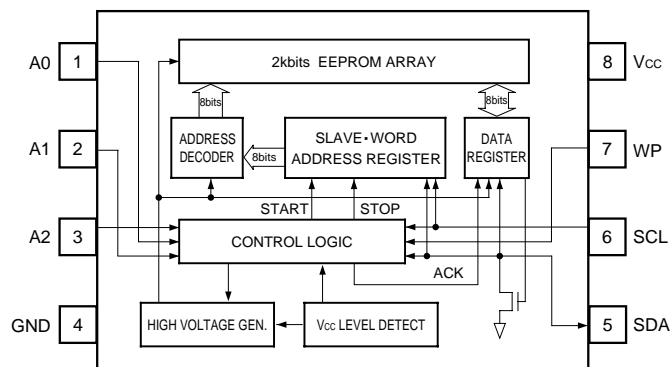 A0 1
2kbits EEPROM ARRAY
8 Vcc
8bits
8bits
A1 2
ADDRESS
DECODER
8bits
SLAVE・WORD
ADDRESS REGISTER
DATA
REGISTER
7 WP
START
STOP
A2 3
CONTROL LOGIC
6 SCL
ACK
GND 4
HIGH VOLTAGE GEN.
Vcc LEVEL DETECT
5 SDA